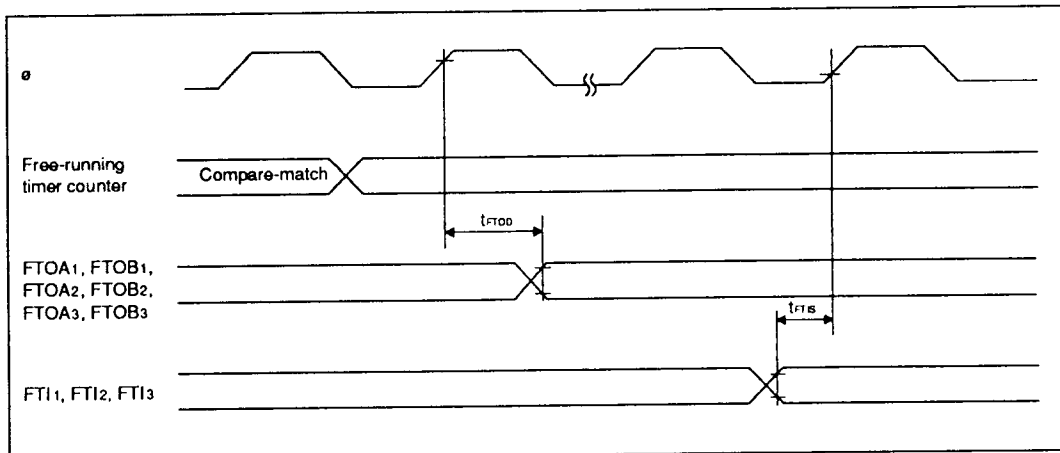 ø
Free-running
timer counter
Compare-match
tFTOD
FTOA1, FTOB1,
FTOA2, FTOB2,
FTOA3, FTOB3
tFTIS
FTI1, FTI2, FTI3